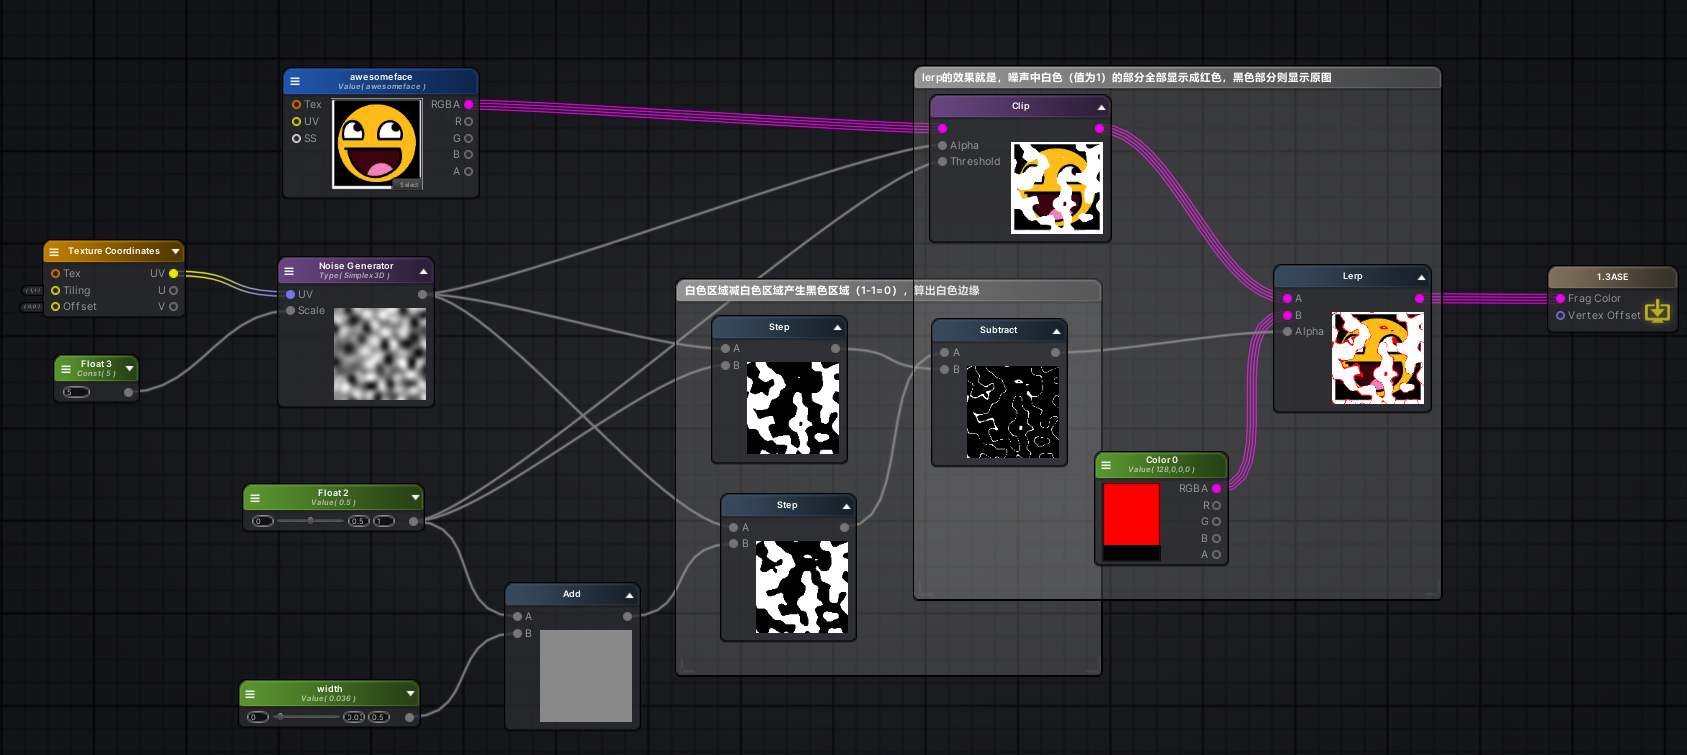 lerp的效果就是，噪声中白色（值为1）的部分全部显示成红色，黑色部分则显示原图
awesomeface
Value( awesomeface )
Tex
RGBA
UV
R
SS
G
B
A
Select
Clip
Alpha
Threshold
Texture Coordinates
Tex
UV
Tiling
U
Offset
V
Noise Generator
Type( Simplex3D )
UV
Scale
Float 3
Const( 5 )
5
白色区域减白色区域产生黑色区域（1-1=0），算出白色边缘
Step
A
B
Subtract
A
B
Lerp
A
B
Alpha
1.3ASE
Frag Color
Vertex Offset
Color 0
Value( 128,0,0,0 )
RGBA
R
G
B
A
Float 2
Value( 0.5 )
0
0.5
1
Step
A
B
Add
A
B
width
Value( 0.036 )
0
0.03
0.5